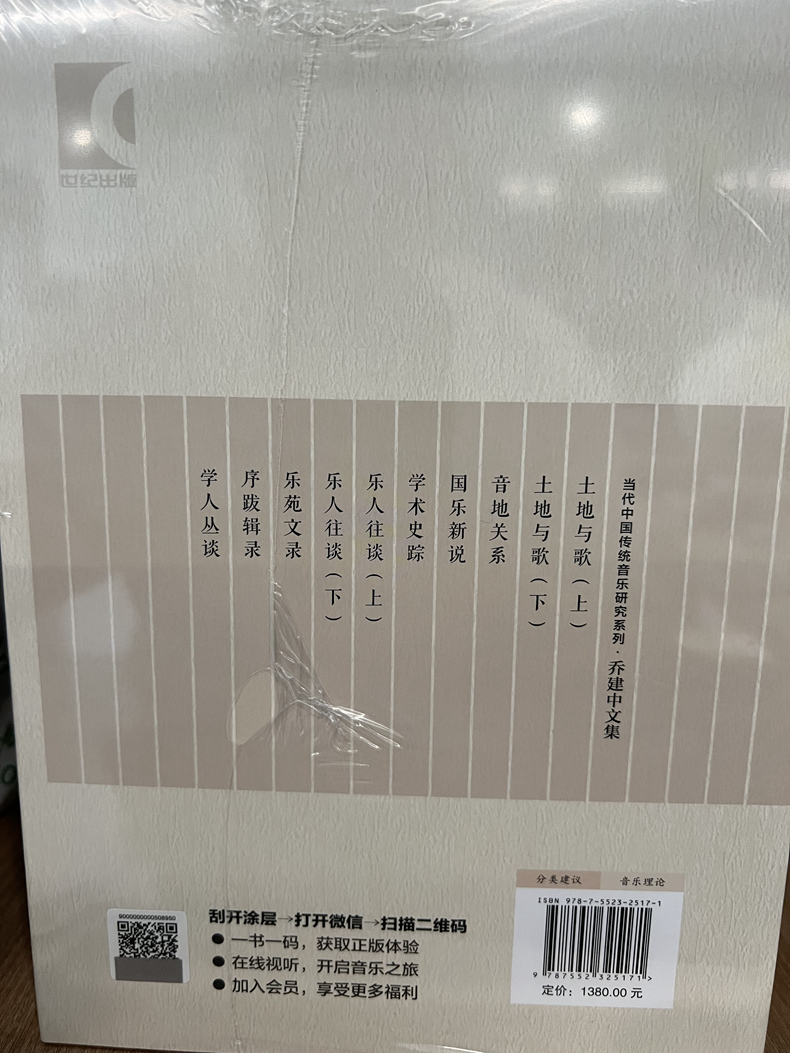 世纪出版
当代中国传统音乐研究系列·乔建中文集
土地与歌（上）
土地与歌（下）
音地关系
国乐新说
学术史踪
乐人往谈（上）
乐人往谈（下）
乐苑文录
序跋辑录
学人丛谈
9000000000508950
刮开涂层→打开微信→扫描二维码
● 一书一码，获取正版体验
● 在线视听，开启音乐之旅
● 加入会员，享受更多福利
分类建议 音乐理论
ISBN 978-7-5523-2517-1
9 787552 325171 >
定价：1380.00 元